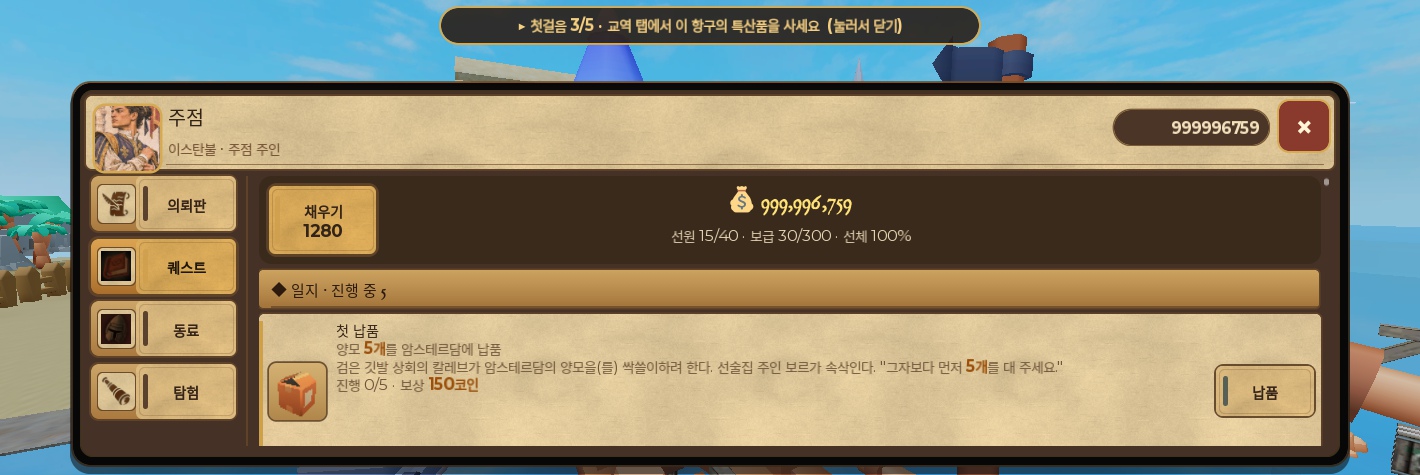 ▸ 첫걸음 3/5 · 교역 탭에서 이 항구의 특산품을 사세요 (눌러서 닫기)
주점
이스탄불 · 주점 주인
999996759
×
의뢰판
퀘스트
동료
탐험
채우기
1280
999,996,759
선원 15/40 · 보급 30/300 · 선체 100%
◆ 일지 · 진행 중 5
첫 납품
양모 5개를 암스테르담에 납품
검은 깃발 상회의 칼레브가 암스테르담의 양모을(를) 싹쓸이하려 한다. 선술집 주인 보르가 속삭인다. "그자보다 먼저 5개를 대 주세요."
진행 0/5 · 보상 150코인
납품